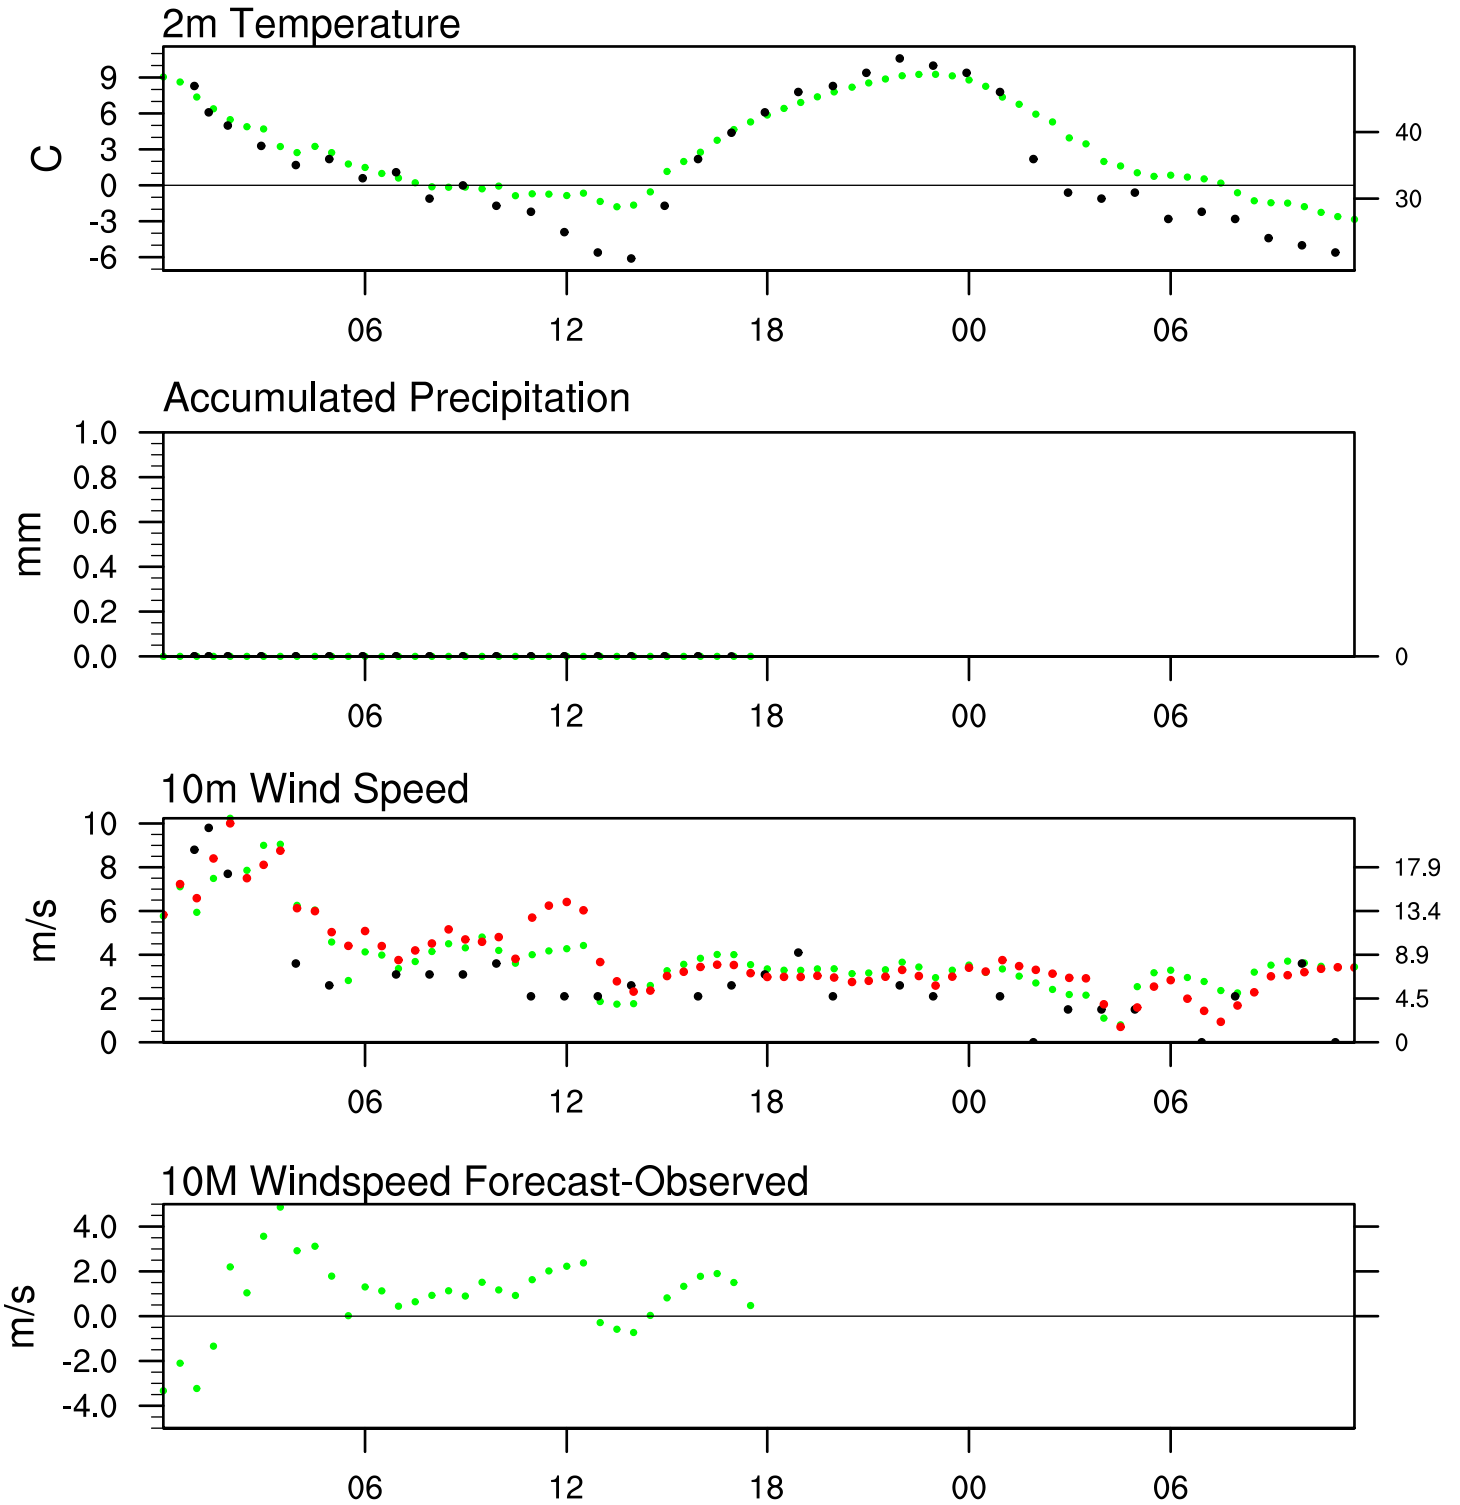 2m Temperature
9
6
3
0
-3
-6
C
40
30
06 12 18 00 06
Accumulated Precipitation
1.0
0.8
0.6
0.4
0.2
0.0
mm
0
06 12 18 00 06
10m Wind Speed
10
8
6
4
2
0
m/s
17.9
13.4
8.9
4.5
0
06 12 18 00 06
10M Windspeed Forecast-Observed
4.0
2.0
0.0
-2.0
-4.0
m/s
06 12 18 00 06